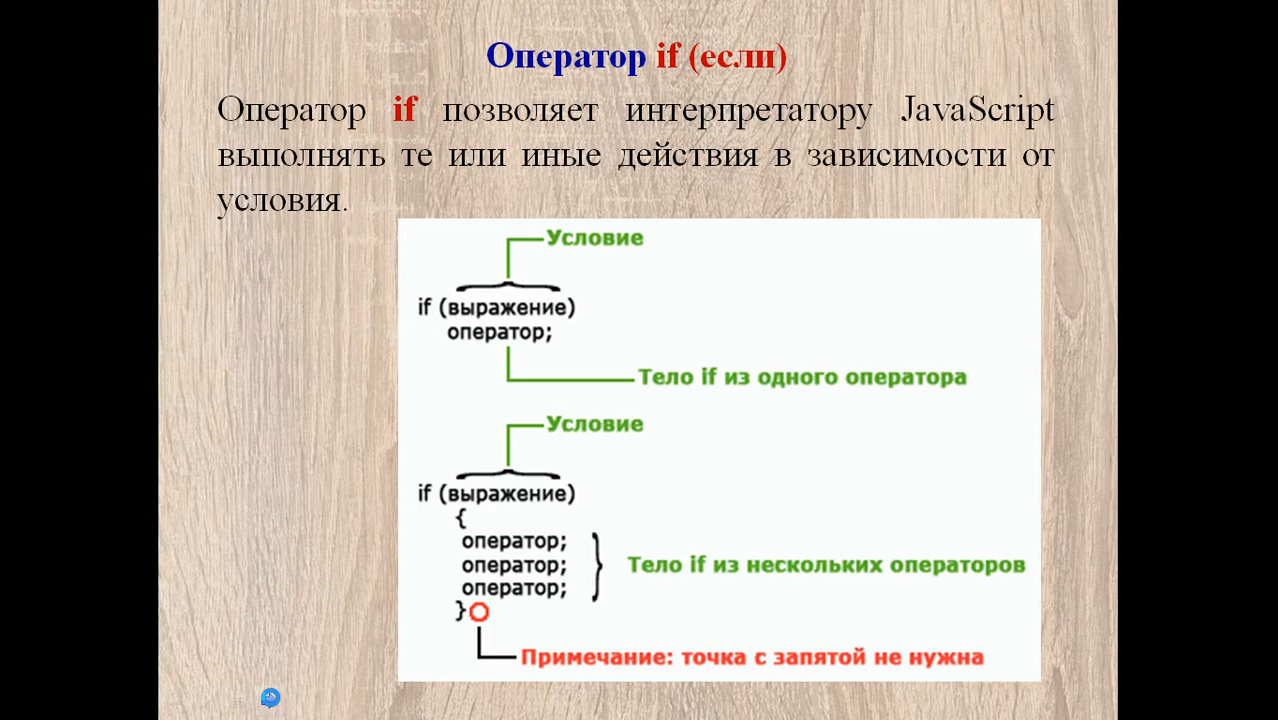 Оператор if (если)
Оператор if позволяет интерпретатору JavaScript
выполнять те или иные действия в зависимости от
условия.
Условие
if (выражение)
оператор;
Тело if из одного оператора
Условие
if (выражение)
{
оператор;
оператор;
оператор;
Тело if из нескольких операторов
}
Примечание: точка с запятой не нужна